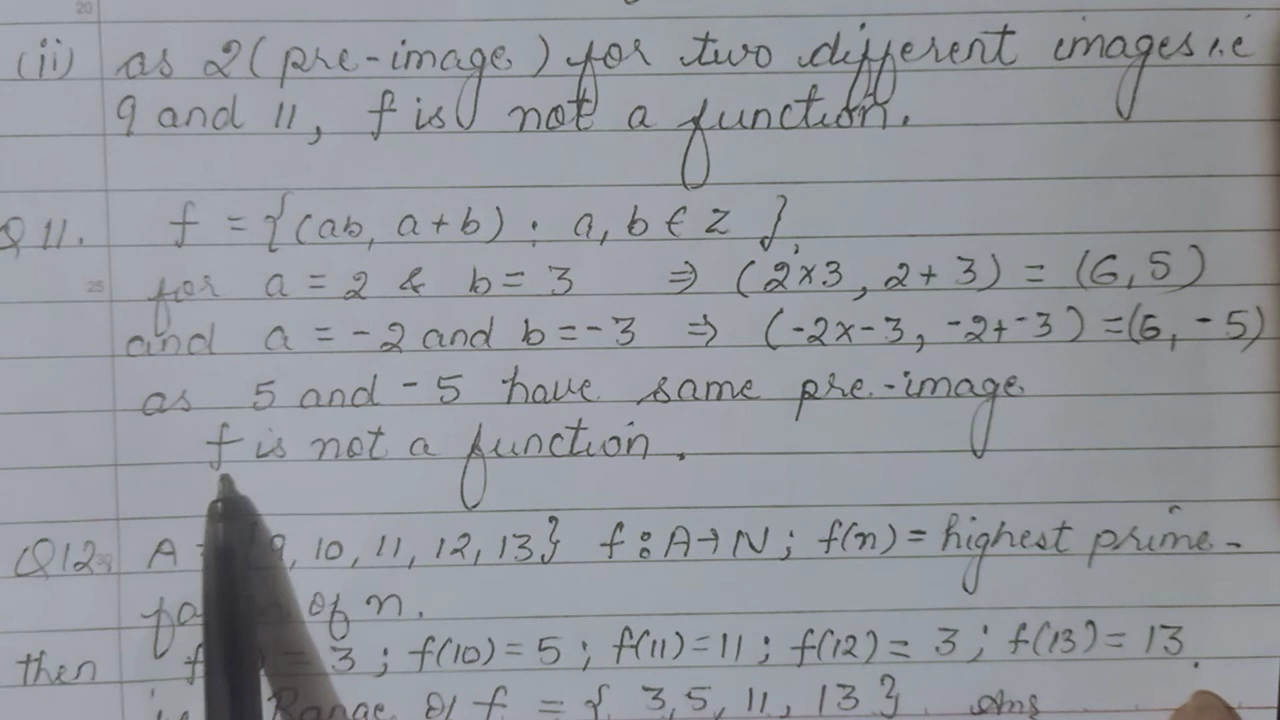 20
(ii) as 2 (pre-image) for two different images i.e
9 and 11, f is not a function.
Q11. f = {(ab, a+b) : a, b ∈ z },
25 for a = 2 & b = 3 ⇒ (2×3, 2+3) = (6, 5)
and a = -2 and b = -3 ⇒ (-2×-3, -2+-3) = (6, -5)
as 5 and -5 have same pre-image
f is not a function.
Q12. A 10, 11, 12, 13} f : A→N ; f(n) = highest prime-
of n.
then = 3 ; f(10) = 5 ; f(11) = 11 ; f(12) = 3 ; f(13) = 13
Range of f = { 3, 5, 11, 13 } Ans